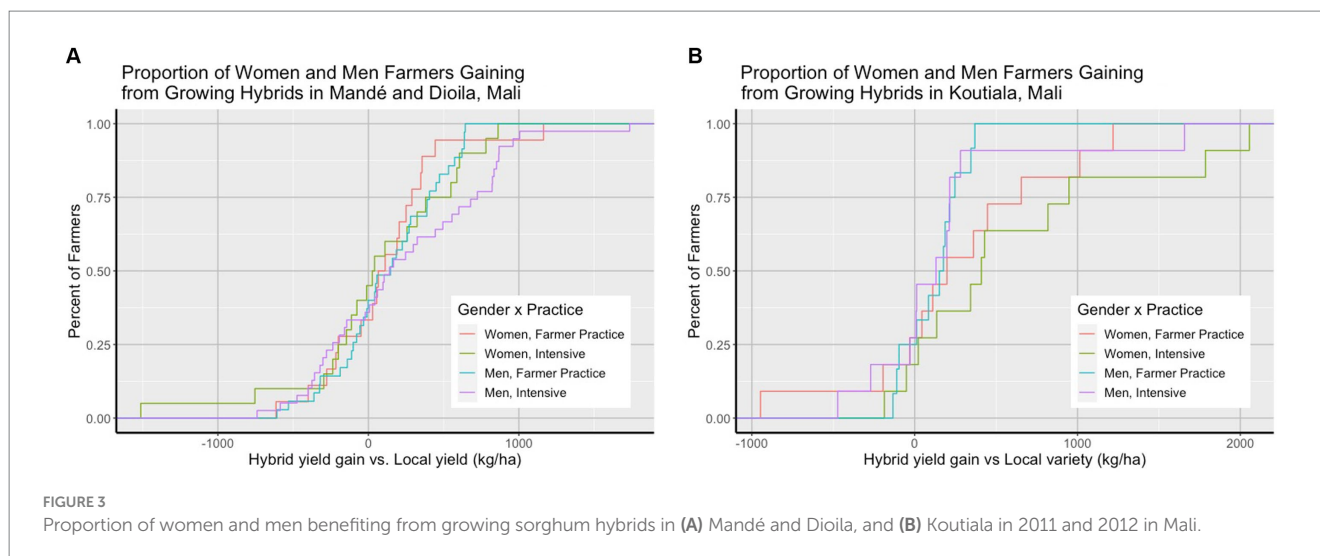 A
Proportion of Women and Men Farmers Gaining
from Growing Hybrids in Mandé and Dioila, Mali
1.00
0.75
0.50
0.25
0.00
Percent of Farmers
-1000
0
1000
Hybrid yield gain vs. Local yield (kg/ha)
Gender x Practice
Women, Farmer Practice
Women, Intensive
Men, Farmer Practice
Men, Intensive
B
Proportion of Women and Men Farmers Gaining
from Growing Hybrids in Koutiala, Mali
1.00
0.75
0.50
0.25
0.00
Percent of Farmers
-1000
0
1000
2000
Hybrid yield gain vs Local variety (kg/ha)
Gender x Practice
Women, Farmer Practice
Women, Intensive
Men, Farmer Practice
Men, Intensive
FIGURE 3
Proportion of women and men benefiting from growing sorghum hybrids in (A) Mandé and Dioila, and (B) Koutiala in 2011 and 2012 in Mali.